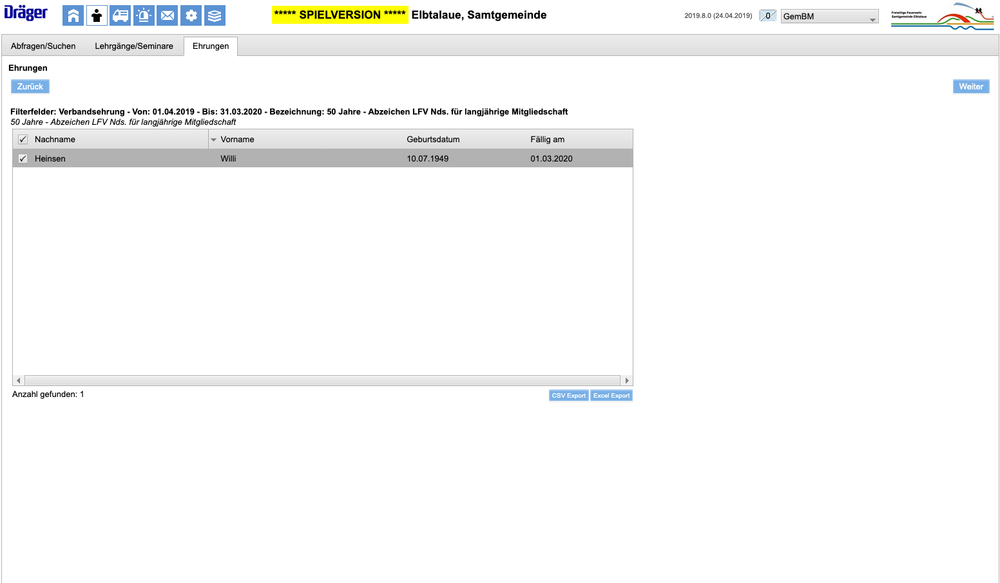 Dräger
***** SPIELVERSION ***** Elbtalaue, Samtgemeinde
2019.8.0 (24.04.2019)
0
GemBM
Freiwillige Feuerwehr
Samtgemeinde Elbtalaue
Abfragen/Suchen
Lehrgänge/Seminare
Ehrungen
Ehrungen
Zurück
Weiter
Filterfelder: Verbandsehrung - Von: 01.04.2019 - Bis: 31.03.2020 - Bezeichnung: 50 Jahre - Abzeichen LFV Nds. für langjährige Mitgliedschaft
50 Jahre - Abzeichen LFV Nds. für langjährige Mitgliedschaft
Nachname Vorname Geburtsdatum Fällig am
Heinsen Willi 10.07.1949 01.03.2020
Anzahl gefunden: 1
CSV Export
Excel Export